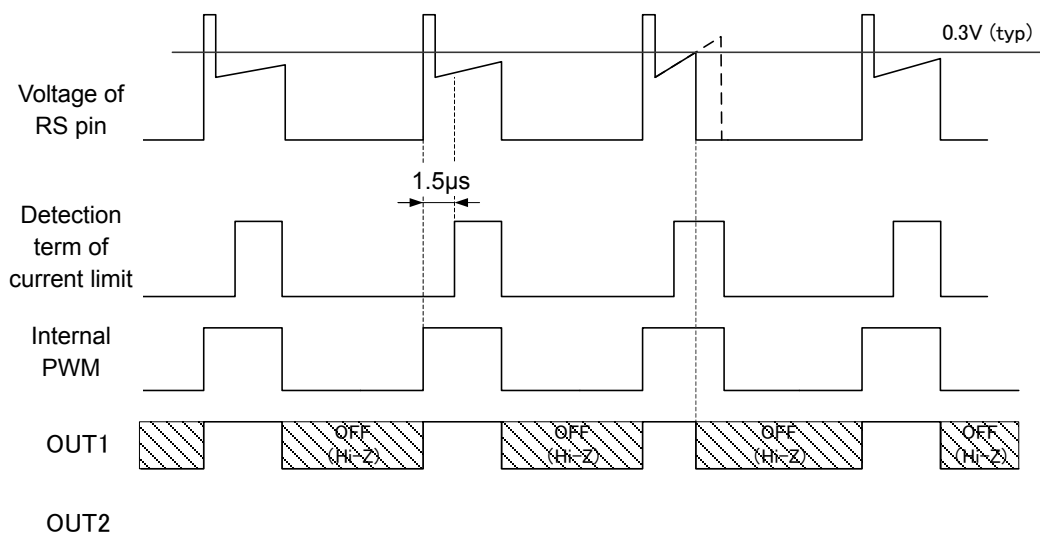 0.3V (typ)
Voltage of
RS pin
1.5μs
Detection
term of
current limit
Internal
PWM
OUT1
OFF
(Hi-Z)
OFF
(Hi-Z)
OFF
(Hi-Z)
OFF
(Hi-Z)
OUT2